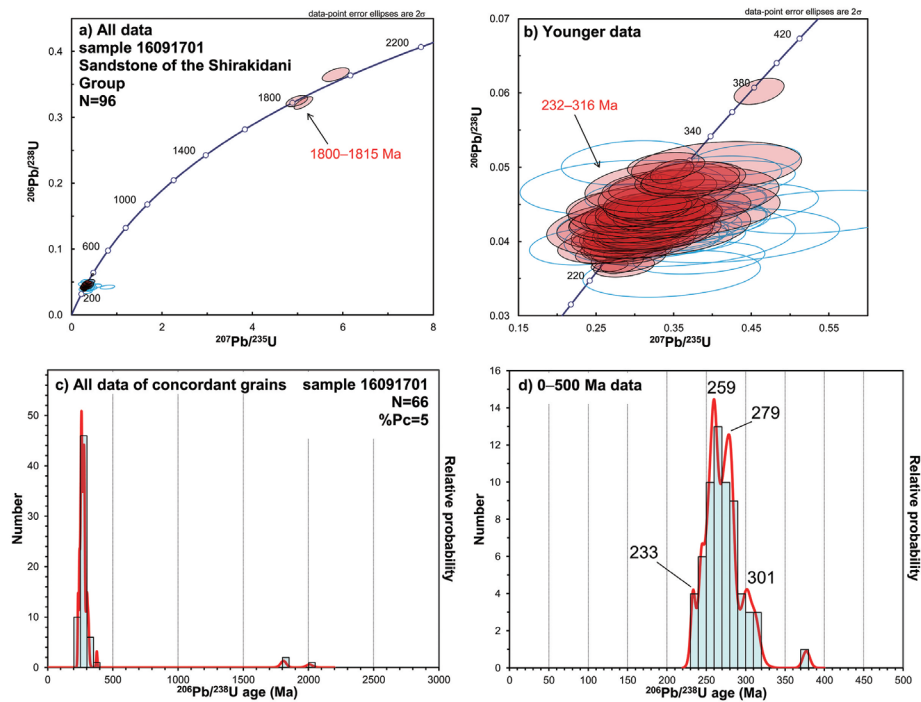 data-point error ellipses are 2σ
a) All data
sample 16091701
Sandstone of the Shirakidani
Group
N=96
2200
1800
1400
1000
600
200
1800–1815 Ma
0.4
0.3
0.2
0.1
0.0
0
2
4
6
8
²⁰⁶Pb/²³⁸U
²⁰⁷Pb/²³⁵U
data-point error ellipses are 2σ
b) Younger data
420
380
340
220
232–316 Ma
0.07
0.06
0.05
0.04
0.03
0.15
0.25
0.35
0.45
0.55
²⁰⁶Pb/²³⁸U
²⁰⁷Pb/²³⁵U
c) All data of concordant grains
sample 16091701
N=66
%Pc=5
50
40
30
20
10
0
0
500
1000
1500
2000
2500
3000
Number
Relative probability
²⁰⁶Pb/²³⁸U age (Ma)
d) 0–500 Ma data
259
279
233
301
16
14
12
10
8
6
4
2
0
0
50
100
150
200
250
300
350
400
450
500
Number
Relative probability
²⁰⁶Pb/²³⁸U age (Ma)